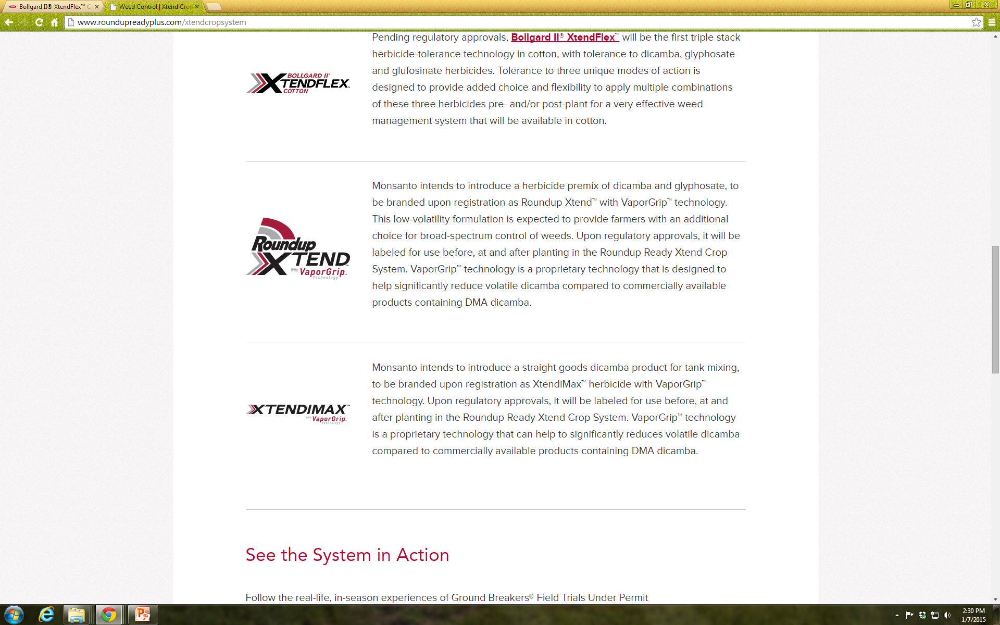 Bollgard II® XtendFlex™ C
Weed Control | Xtend Cro
www.roundupreadyplus.com/xtendcropsystem
BOLLGARD II®
XTENDFLEX™
COTTON
Pending regulatory approvals, Bollgard II® XtendFlex™ will be the first triple stack
herbicide-tolerance technology in cotton, with tolerance to dicamba, glyphosate
and glufosinate herbicides. Tolerance to three unique modes of action is
designed to provide added choice and flexibility to apply multiple combinations
of these three herbicides pre- and/or post-plant for a very effective weed
management system that will be available in cotton.
Roundup
XTEND™
With VaporGrip™
Technology
Monsanto intends to introduce a herbicide premix of dicamba and glyphosate, to
be branded upon registration as Roundup Xtend™ with VaporGrip™ technology.
This low-volatility formulation is expected to provide farmers with an additional
choice for broad-spectrum control of weeds. Upon regulatory approvals, it will be
labeled for use before, at and after planting in the Roundup Ready Xtend Crop
System. VaporGrip™ technology is a proprietary technology that is designed to
help significantly reduce volatile dicamba compared to commercially available
products containing DMA dicamba.
XTENDIMAX™
With VaporGrip™
Technology
Monsanto intends to introduce a straight goods dicamba product for tank mixing,
to be branded upon registration as XtendiMax™ herbicide with VaporGrip™
technology. Upon regulatory approvals, it will be labeled for use before, at and
after planting in the Roundup Ready Xtend Crop System. VaporGrip™ technology
is a proprietary technology that can help to significantly reduces volatile dicamba
compared to commercially available products containing DMA dicamba.
See the System in Action
Follow the real-life, in-season experiences of Ground Breakers® Field Trials Under Permit
2:30 PM
1/7/2015